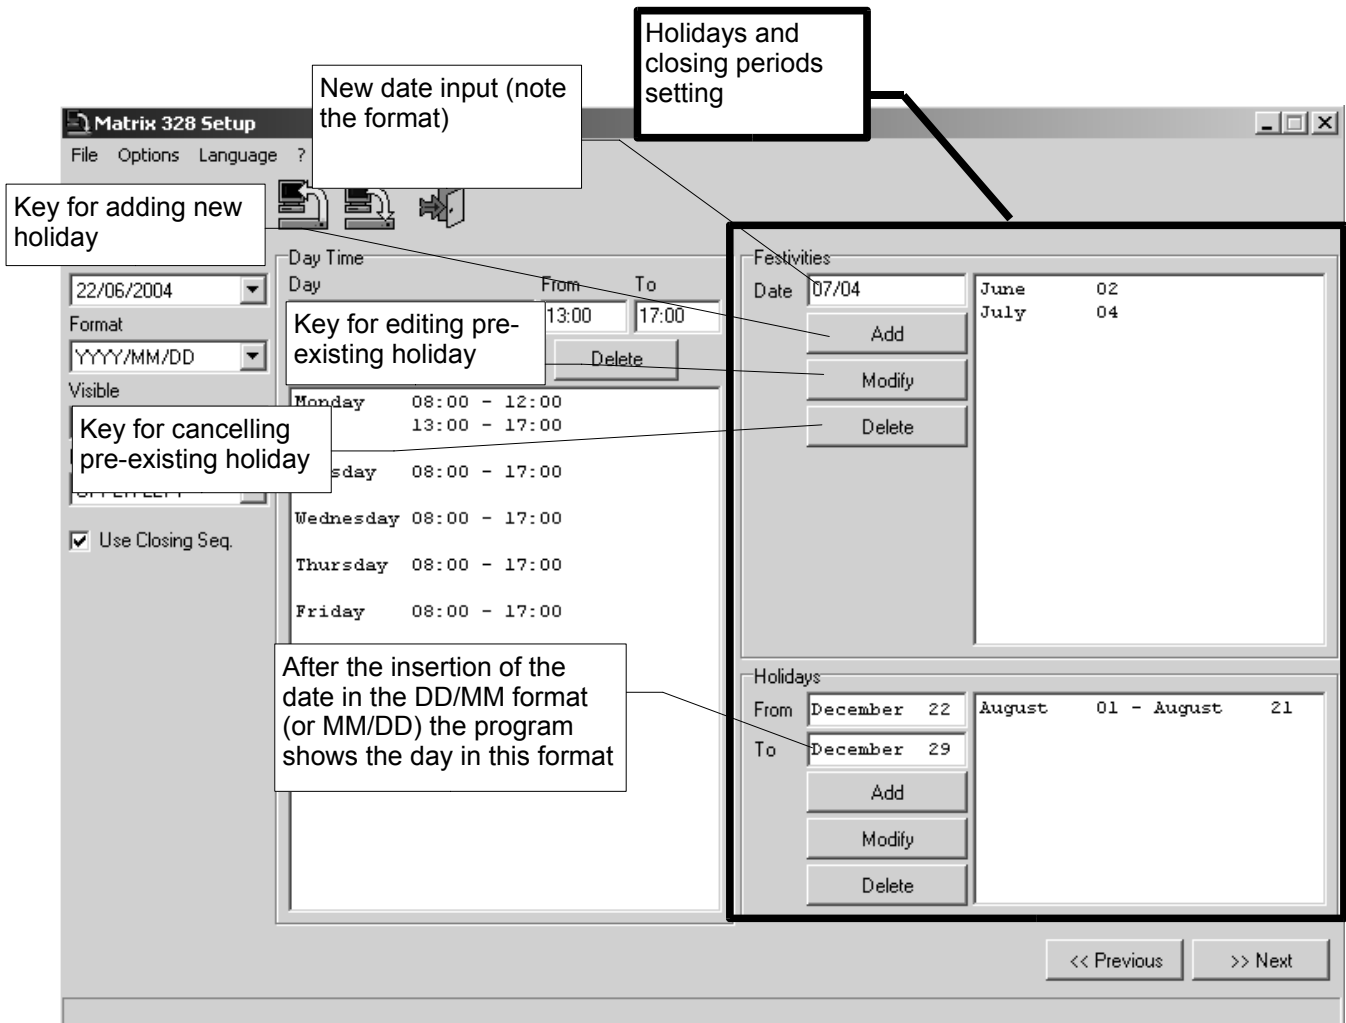 Holidays and
closing periods
setting
New date input (note
the format)
Matrix 328 Setup
File Options Language ?
Key for adding new
holiday
22/06/2004
Format
YYYY/MM/DD
Visible
Key for cancelling
pre-existing holiday
Use Closing Seq.
Day Time
Day From To
13:00 17:00
Key for editing pre-
existing holiday
Delete
Monday 08:00 - 12:00
13:00 - 17:00
08:00 - 17:00
Wednesday 08:00 - 17:00
Thursday 08:00 - 17:00
Friday 08:00 - 17:00
After the insertion of the
date in the DD/MM format
(or MM/DD) the program
shows the day in this format
Festivities
Date 07/04
Add
Modify
Delete
June 02
July 04
Holidays
From December 22
To December 29
Add
Modify
Delete
August 01 - August 21
<< Previous >> Next